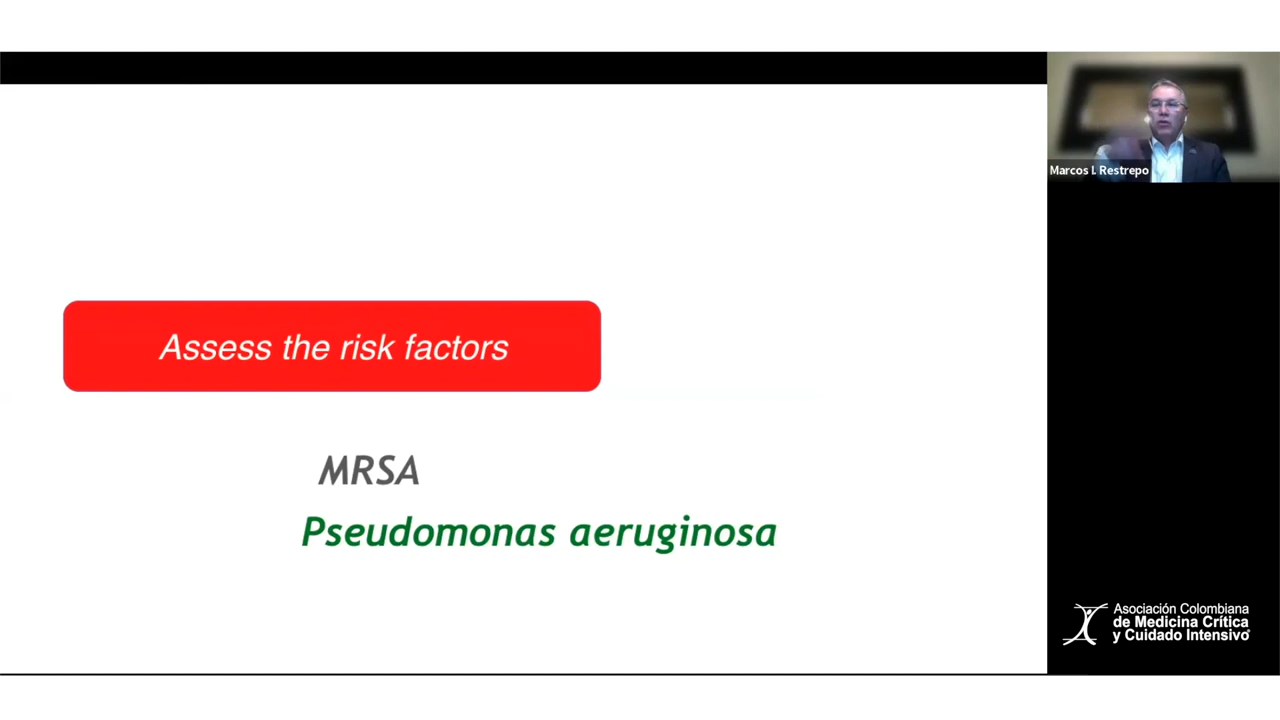 Assess the risk factors
MRSA
Pseudomonas aeruginosa
Marcos I. Restrepo
Asociación Colombiana
de Medicina Crítica
y Cuidado Intensivo